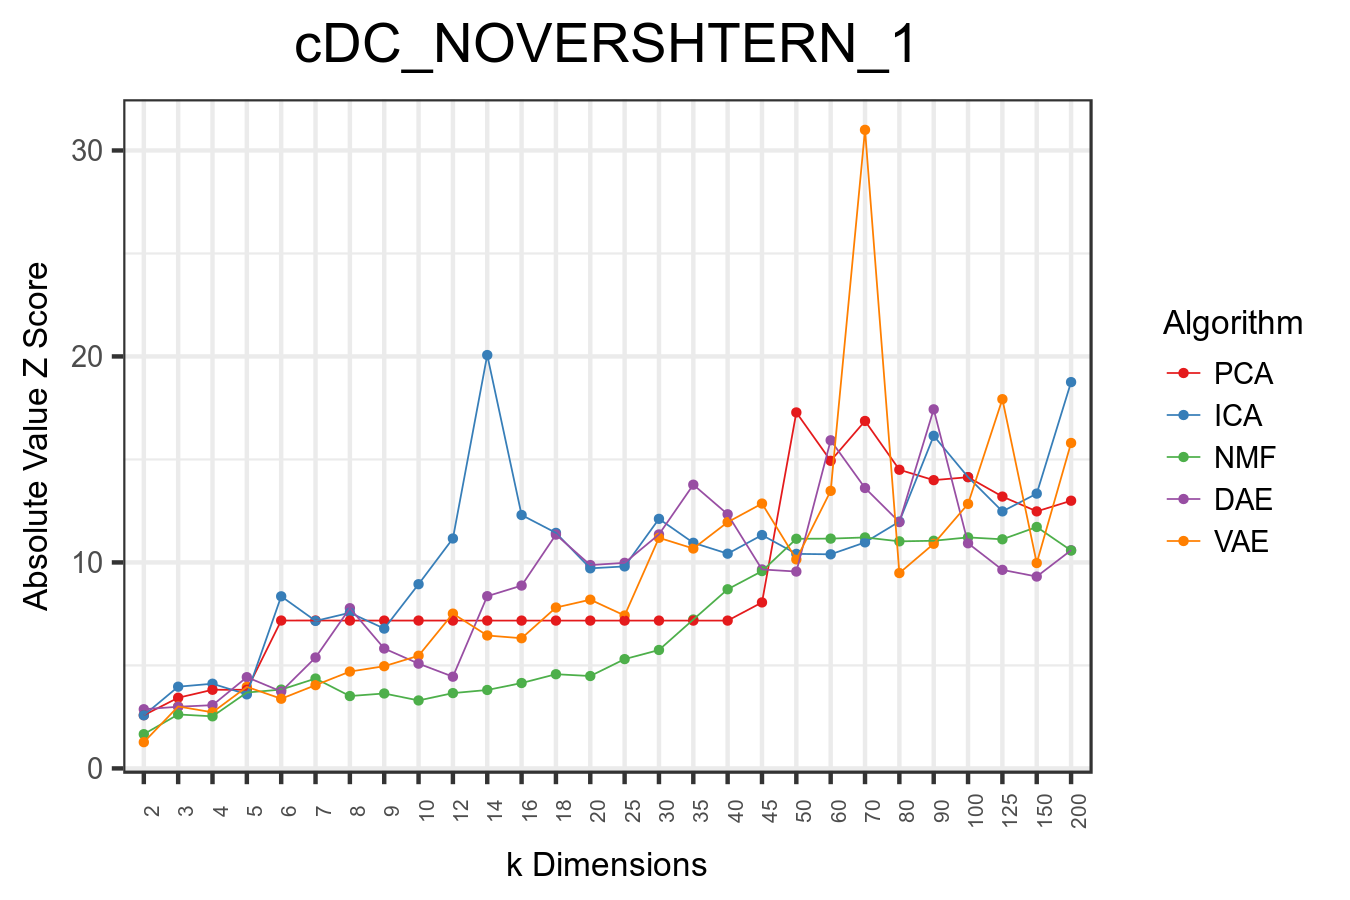 cDC_NOVERSHTERN_1
Absolute Value Z Score
30
20
10
0
2 3 4 5 6 7 8 9 10 12 14 16 18 20 25 30 35 40 45 50 60 70 80 90 100 125 150 200
k Dimensions
Algorithm
PCA
ICA
NMF
DAE
VAE